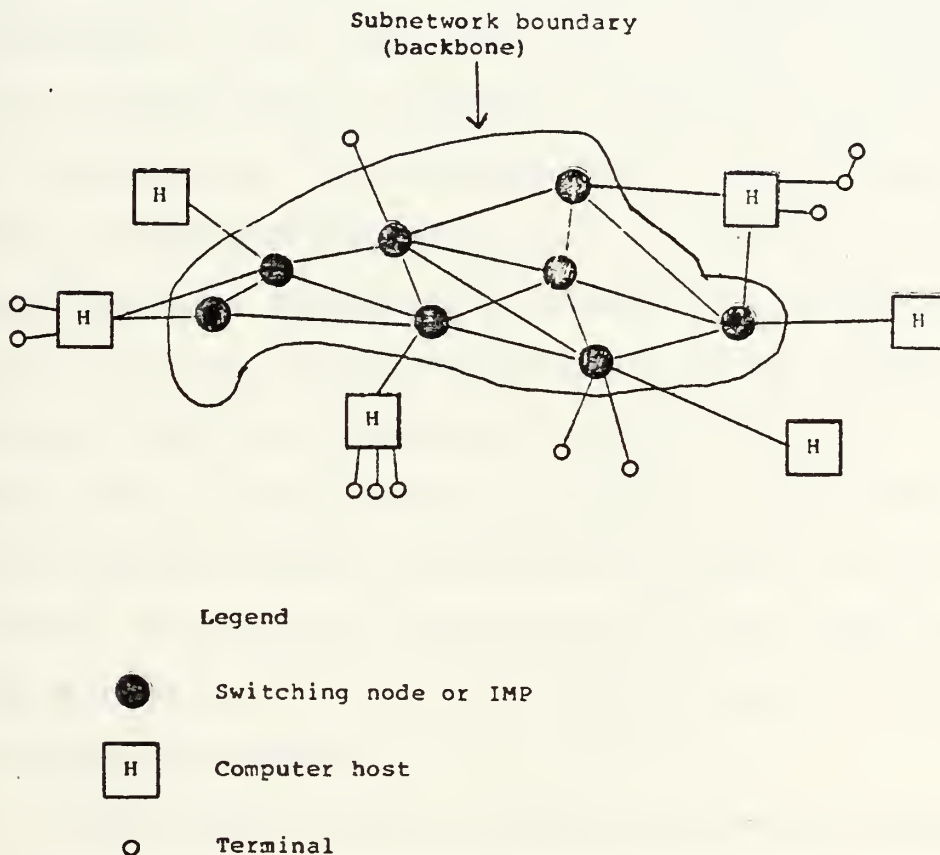 Subnetwork boundary
(backbone)
H
H
H
H
H
H
Legend
Switching node or IMP
H
Computer host
Terminal